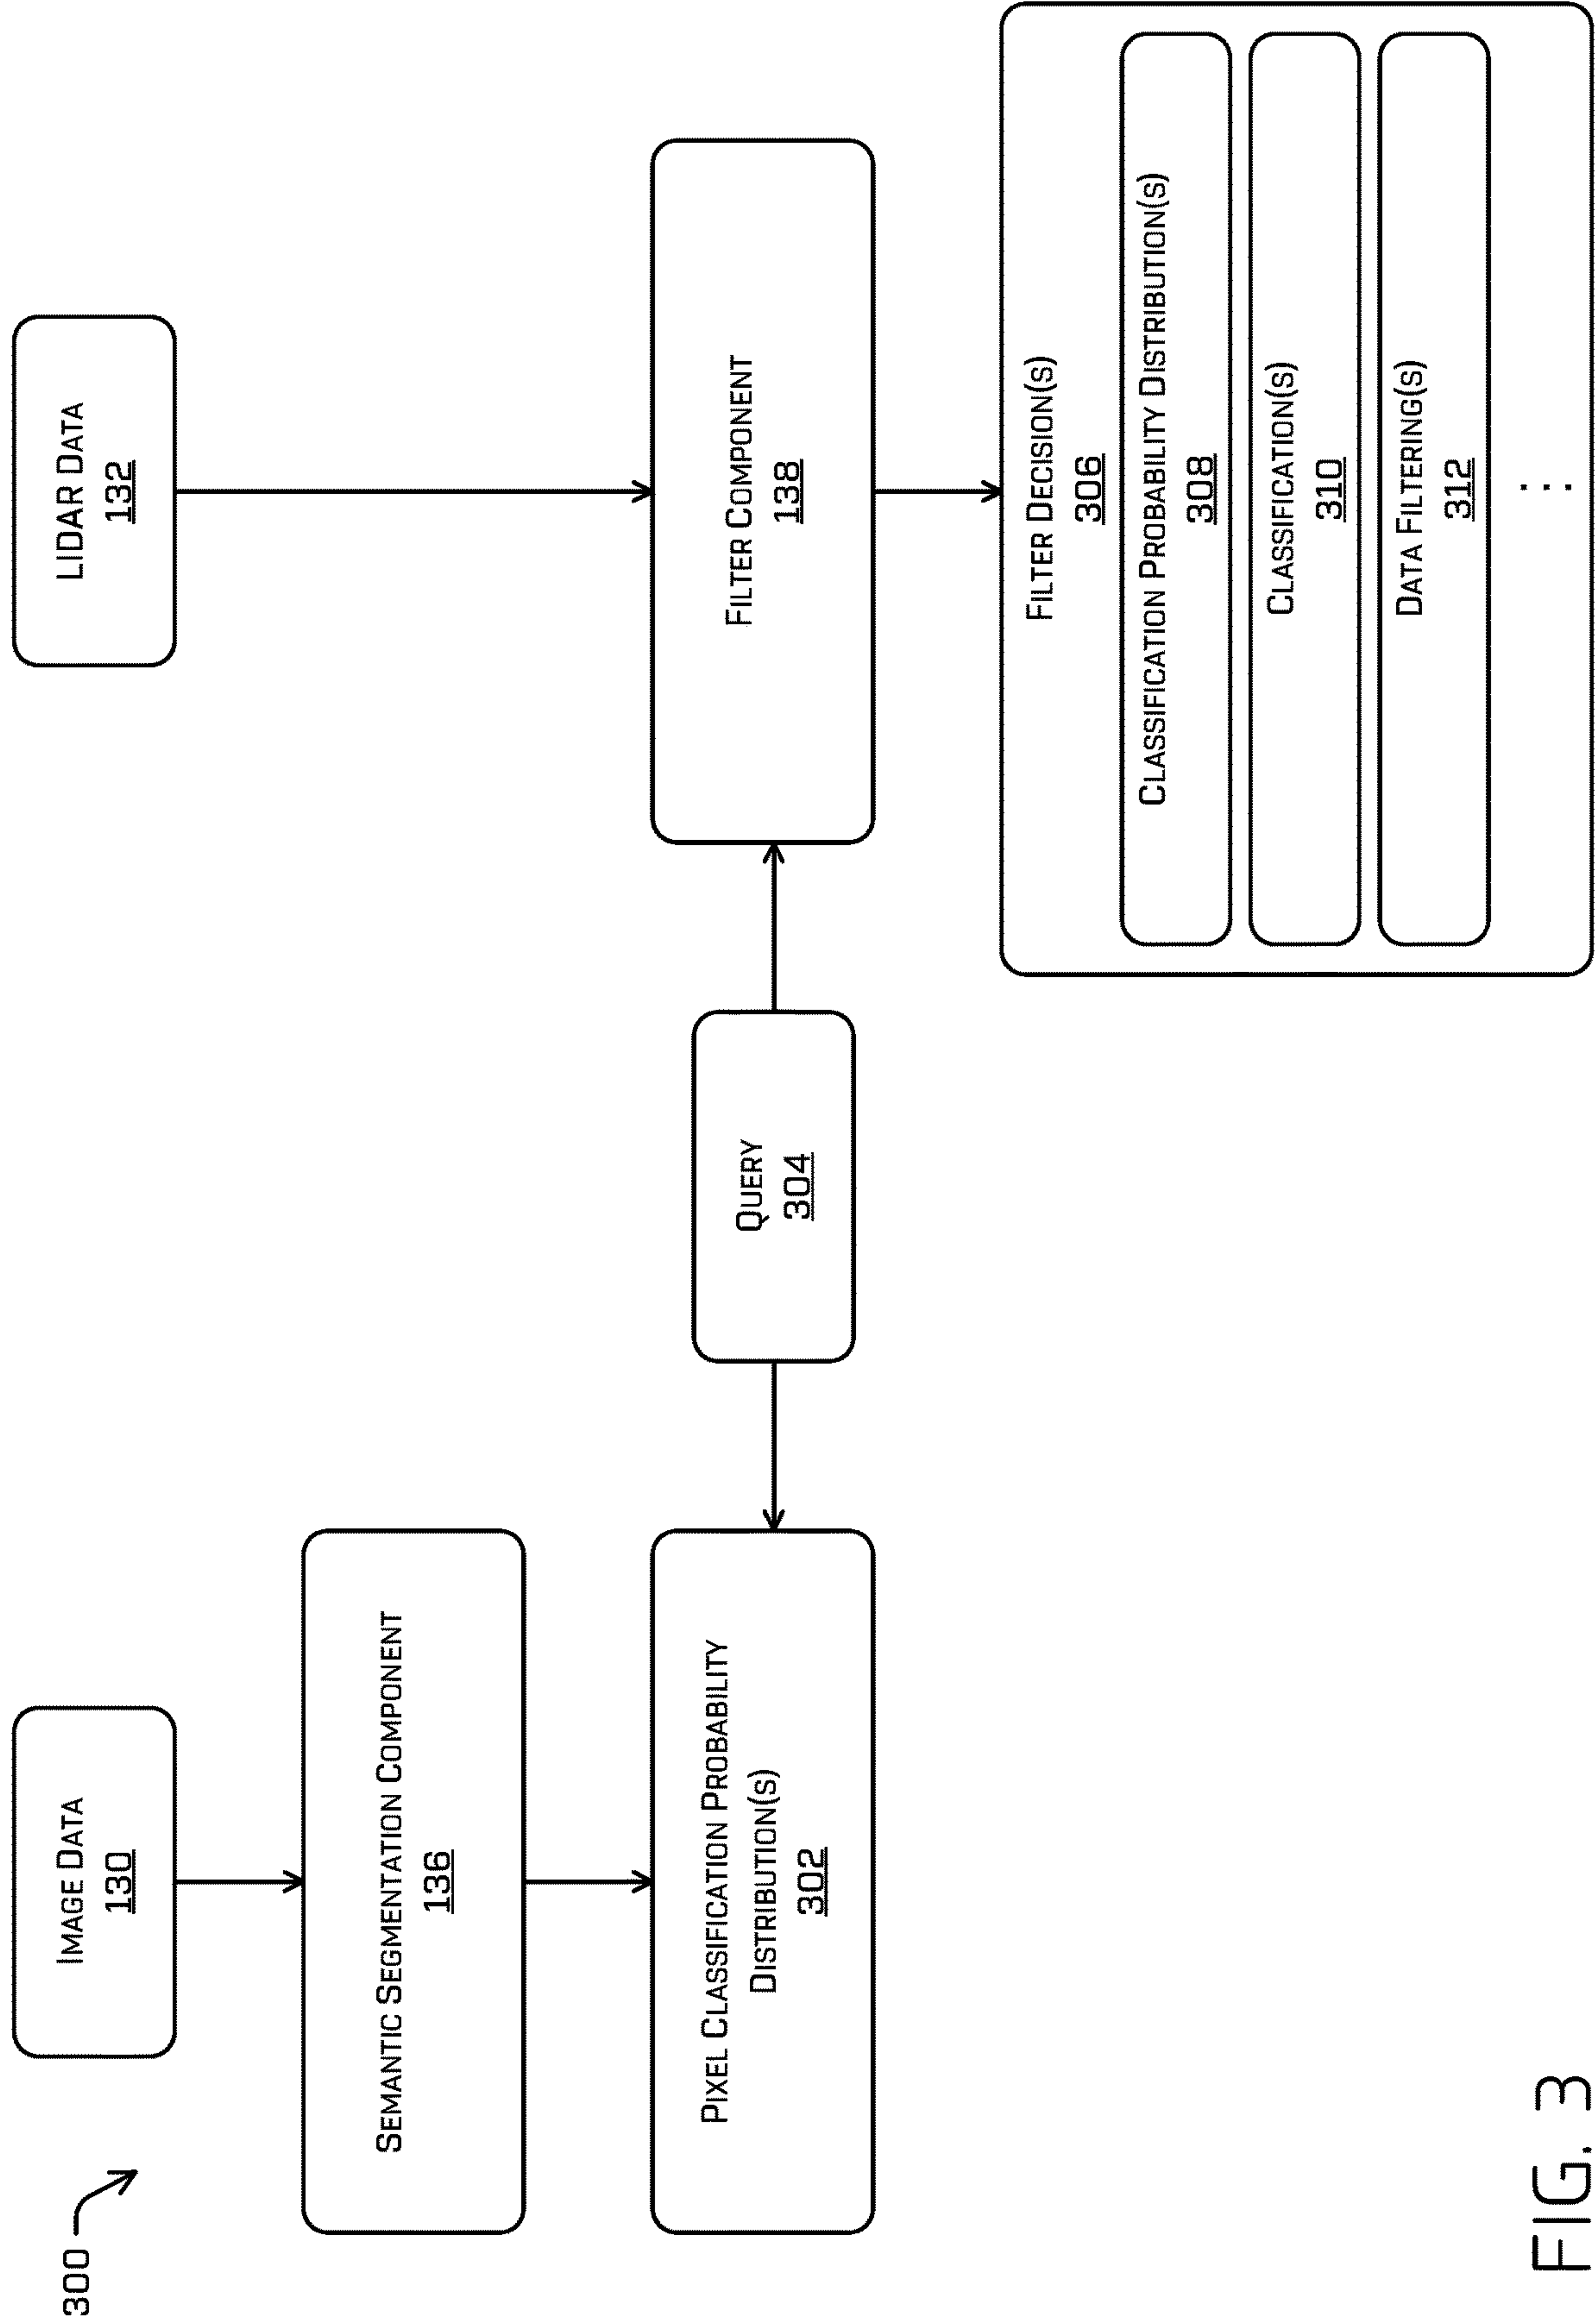 300
IMAGE DATA
130
LIDAR DATA
132
SEMANTIC SEGMENTATION COMPONENT
136
PIXEL CLASSIFICATION PROBABILITY
DISTRIBUTION(S)
302
QUERY
304
FILTER COMPONENT
138
FILTER DECISION(S)
306
CLASSIFICATION PROBABILITY DISTRIBUTION(S)
308
CLASSIFICATION(S)
310
DATA FILTERING(S)
312
...
FIG. 3